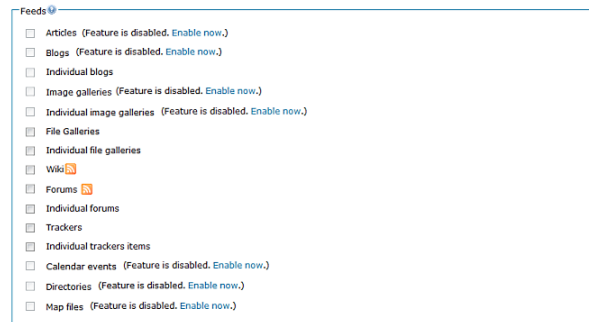 Feeds
Articles (Feature is disabled. Enable now.)
Blogs (Feature is disabled. Enable now.)
Individual blogs
Image galleries (Feature is disabled. Enable now.)
Individual image galleries (Feature is disabled. Enable now.)
File Galleries
Individual file galleries
Wiki
Forums
Individual forums
Trackers
Individual trackers items
Calendar events (Feature is disabled. Enable now.)
Directories (Feature is disabled. Enable now.)
Map files (Feature is disabled. Enable now.)